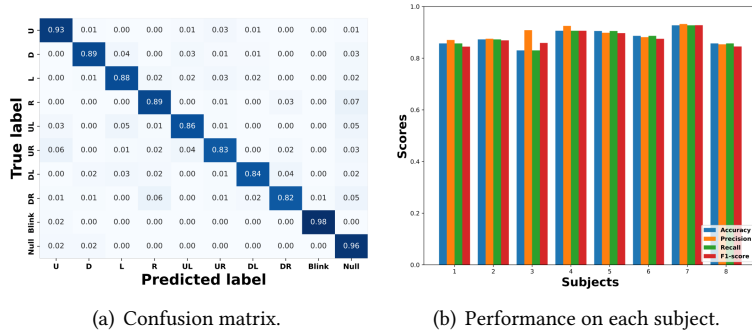 True label
U 0.93 0.01 0.00 0.00 0.01 0.03 0.01 0.00 0.00 0.01
D 0.00 0.89 0.04 0.00 0.03 0.01 0.01 0.00 0.00 0.03
L 0.00 0.01 0.88 0.02 0.02 0.03 0.02 0.00 0.00 0.01
R 0.00 0.00 0.00 0.89 0.00 0.01 0.00 0.03 0.00 0.07
UL 0.03 0.00 0.05 0.01 0.86 0.00 0.00 0.00 0.00 0.05
UR 0.06 0.00 0.01 0.02 0.04 0.83 0.00 0.00 0.00 0.03
DL 0.00 0.02 0.03 0.02 0.00 0.01 0.84 0.04 0.00 0.02
DR 0.01 0.00 0.00 0.06 0.00 0.01 0.02 0.82 0.01 0.05
Blink 0.02 0.00 0.00 0.00 0.00 0.00 0.00 0.00 0.98 0.00
Null 0.02 0.02 0.00 0.00 0.00 0.00 0.00 0.00 0.00 0.96
U D L R UL UR DL DR Blink Null
Predicted label
(a) Confusion matrix.
Scores
1.0
0.8
0.6
0.4
0.2
0.0
Accuracy
Precision
Recall
F1-score
1 2 3 4 5 6 7 8
Subjects
(b) Performance on each subject.